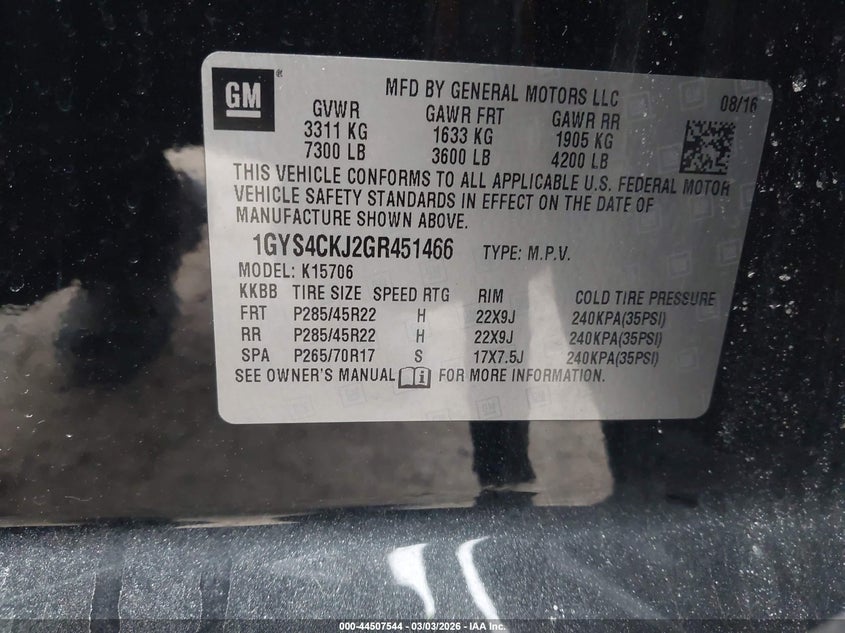 GM
MFD BY GENERAL MOTORS LLC 08/16
GVWR GAWR FRT GAWR RR
3311 KG 1633 KG 1905 KG
7300 LB 3600 LB 4200 LB
THIS VEHICLE CONFORMS TO ALL APPLICABLE U.S. FEDERAL MOTOR
VEHICLE SAFETY STANDARDS IN EFFECT ON THE DATE OF
MANUFACTURE SHOWN ABOVE.
1GYS4CKJ2GR451466 TYPE: M.P.V.
MODEL: K15706
KKBB TIRE SIZE SPEED RTG RIM COLD TIRE PRESSURE
FRT P285/45R22 H 22X9J 240KPA(35PSI)
RR P285/45R22 H 22X9J 240KPA(35PSI)
SPA P265/70R17 S 17X7.5J 240KPA(35PSI)
SEE OWNER'S MANUAL FOR MORE INFORMATION.
000-44507544 - 03/03/2026 - IAA Inc.